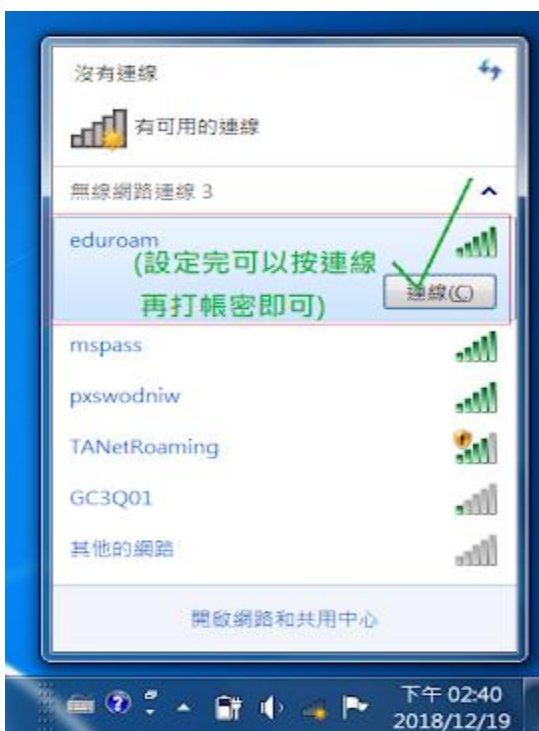 沒有連線
有可用的連線
無線網路連線 3
eduroam
(設定完可以按連線
再打帳密即可)
連線(C)
mspass
pxswodniw
TANetRoaming
GC3Q01
其他的網路
開啟網路和共用中心
下午 02:40
2018/12/19